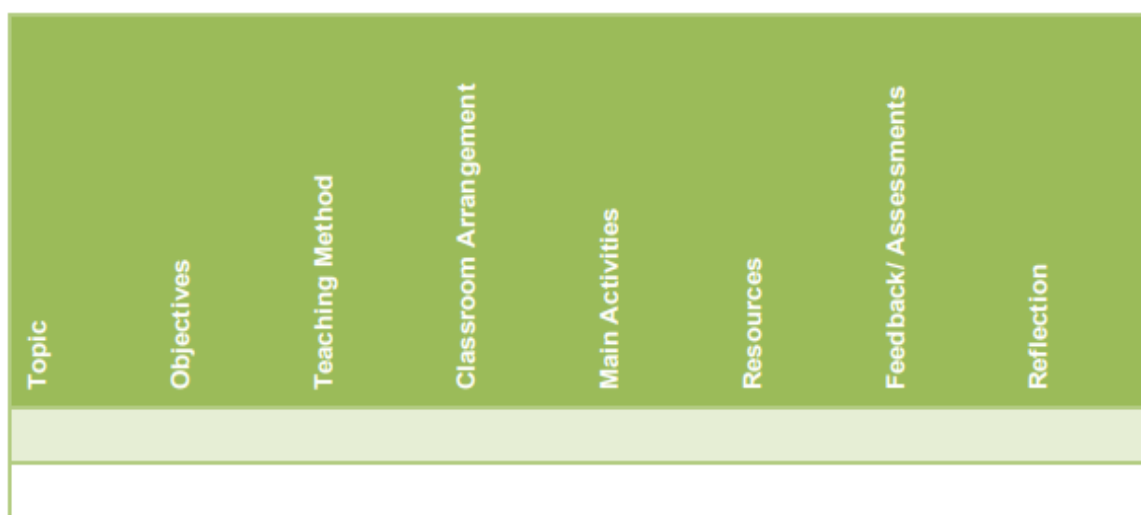 Topic
Objectives
Teaching Method
Classroom Arrangement
Main Activities
Resources
Feedback/ Assessments
Reflection